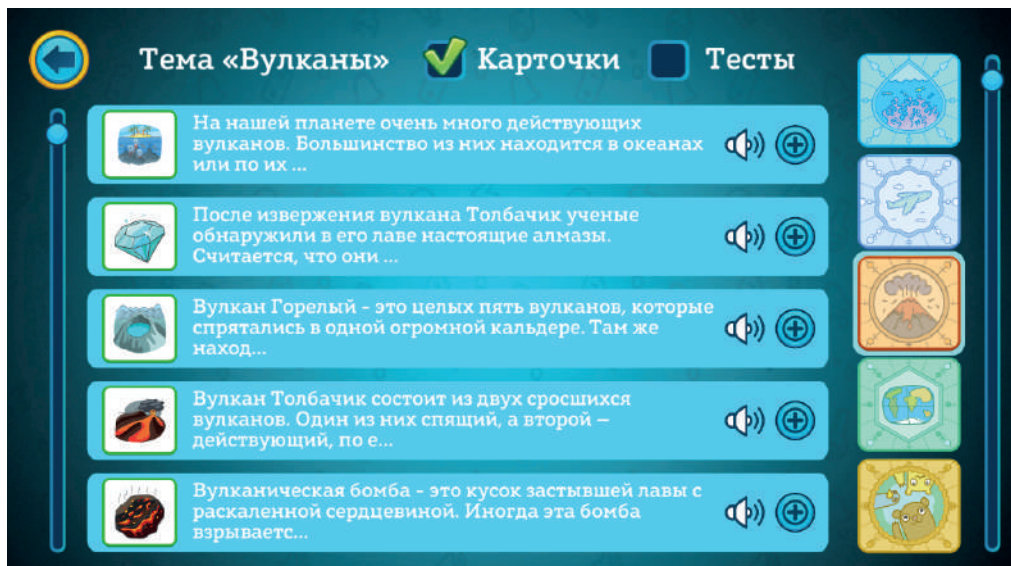 Тема «Вулканы»
Карточки
Тесты
На нашей планете очень много действующих
вулканов. Большинство из них находится в океанах
или по их ...
После извержения вулкана Толбачик ученые
обнаружили в его лаве настоящие алмазы.
Считается, что они ...
Вулкан Горелый - это целых пять вулканов, которые
спрятались в одной огромной кальдере. Там же
наход...
Вулкан Толбачик состоит из двух сросшихся
вулканов. Один из них спящий, а второй —
действующий, по е...
Вулканическая бомба - это кусок застывшей лавы с
раскаленной сердцевиной. Иногда эта бомба
взрываетс...